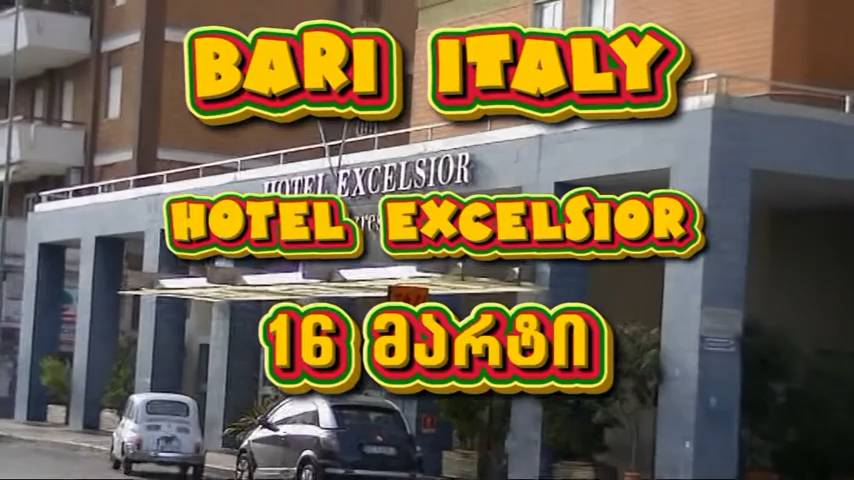 BARI ITALY
HOTEL EXCELSIOR
HOTEL EXCELSIOR
16 მარტი